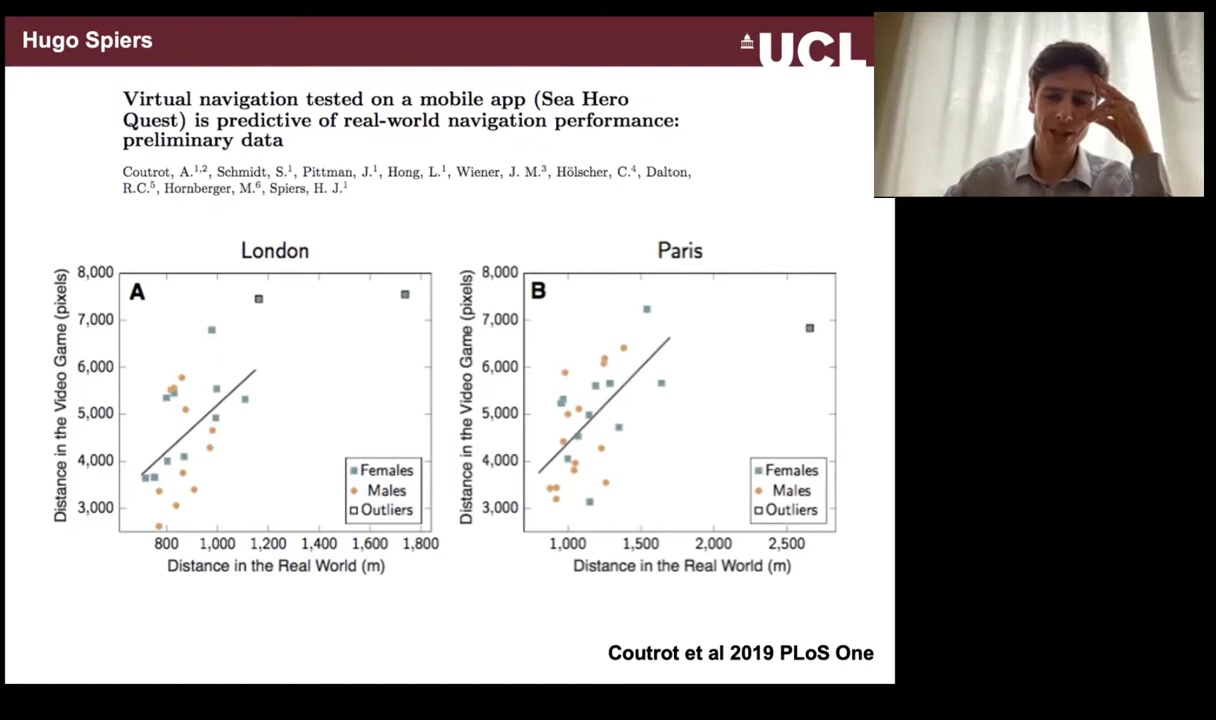 Hugo Spiers
UCL
Virtual navigation tested on a mobile app (Sea Hero
Quest) is predictive of real-world navigation performance:
preliminary data
Coutrot, A.1,2, Schmidt, S.1, Pittman, J.1, Hong, L.1, Wiener, J. M.3, Hölscher, C.4, Dalton,
R.C.5, Hornberger, M.6, Spiers, H. J.1
London
8,000
7,000
6,000
5,000
4,000
3,000
Distance in the Video Game (pixels)
A
Females
Males
Outliers
800 1,000 1,200 1,400 1,600 1,800
Distance in the Real World (m)
Paris
8,000
7,000
6,000
5,000
4,000
3,000
Distance in the Video Game (pixels)
B
Females
Males
Outliers
1,000 1,500 2,000 2,500
Distance in the Real World (m)
Coutrot et al 2019 PLoS One